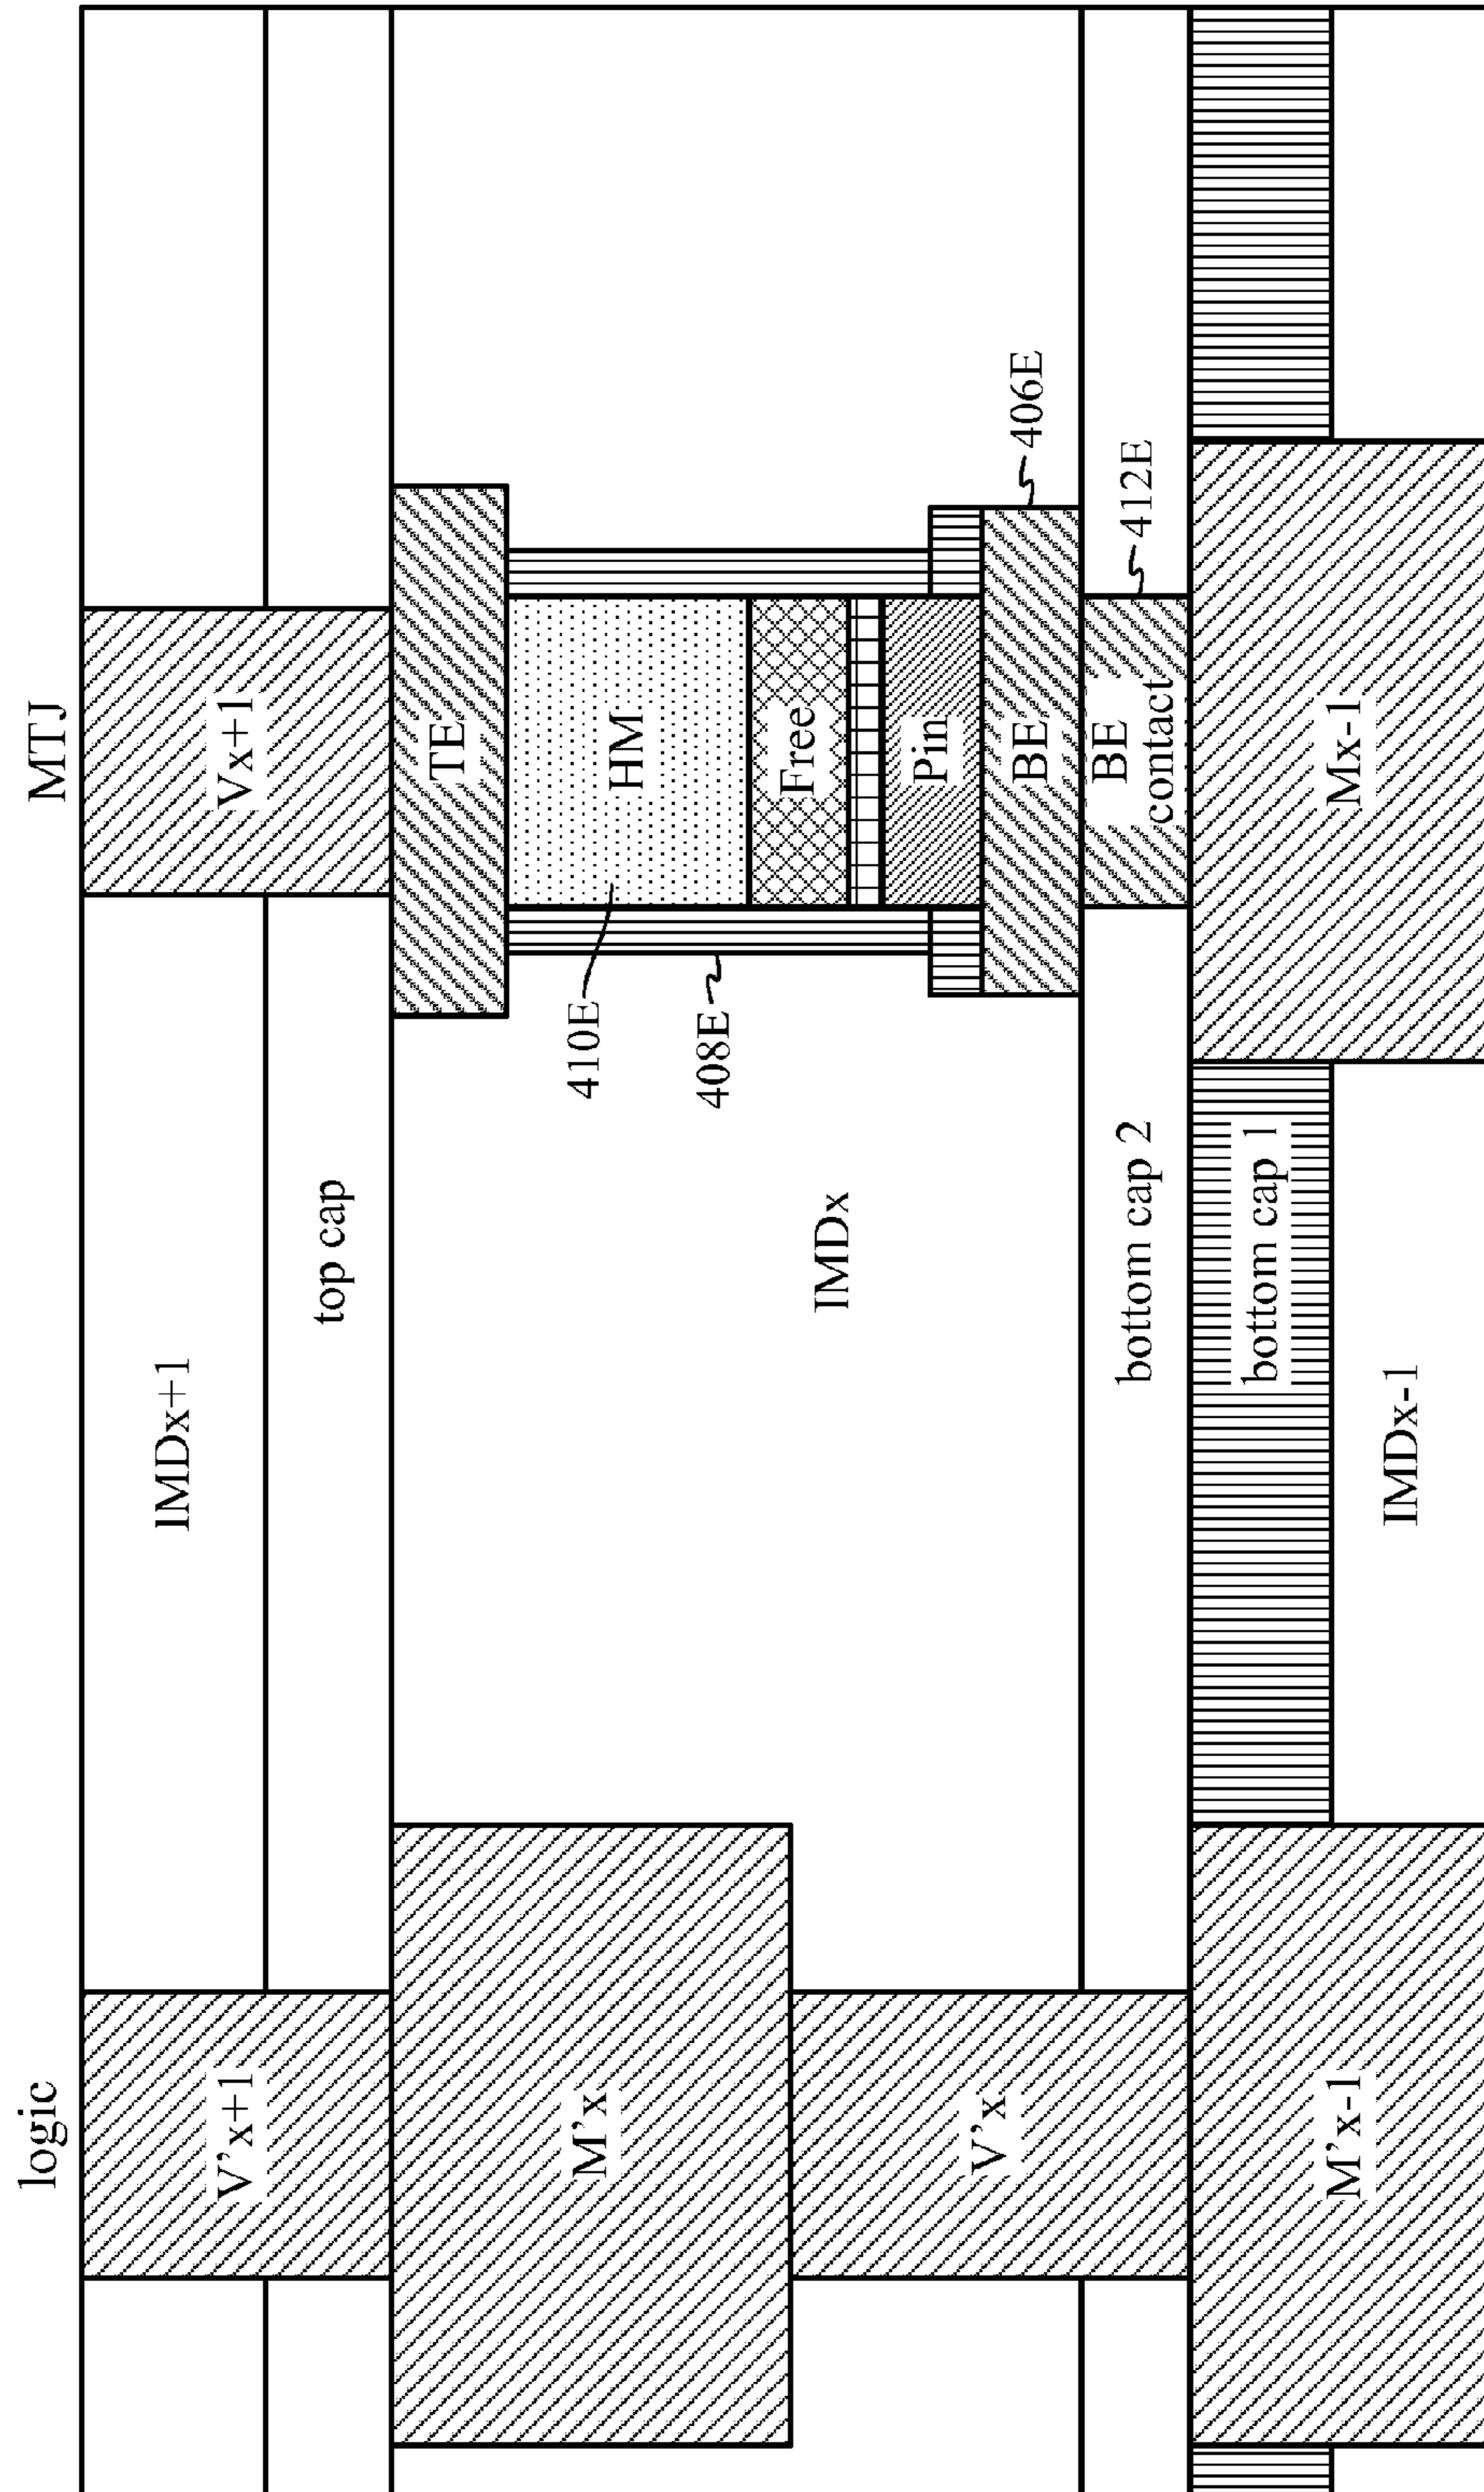 logic
MTJ
V'x+1
IMDx+1
Vx+1
top cap
TE
M'x
410E
HM
408E
Free
IMDx
Pin
V'x
BE
406E
bottom cap 2
BE
contact
412E
bottom cap 1
M'x-1
IMDx-1
Mx-1